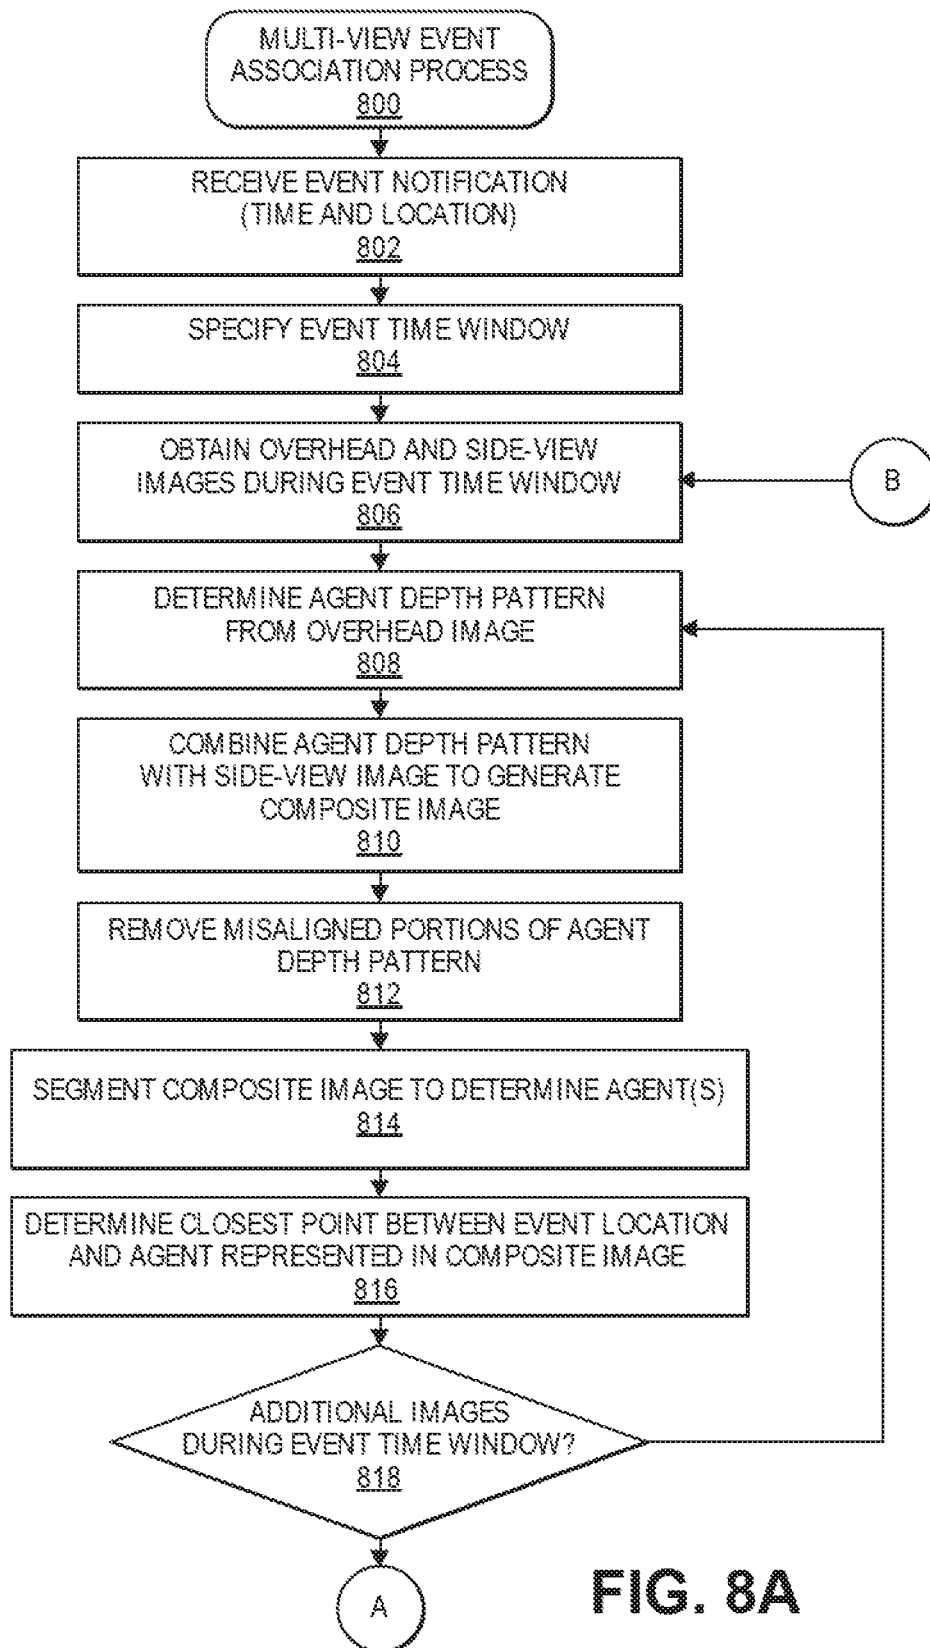 MULTI-VIEW EVENT
ASSOCIATION PROCESS
800
RECEIVE EVENT NOTIFICATION
(TIME AND LOCATION)
802
SPECIFY EVENT TIME WINDOW
804
OBTAIN OVERHEAD AND SIDE-VIEW
IMAGES DURING EVENT TIME WINDOW
806
B
DETERMINE AGENT DEPTH PATTERN
FROM OVERHEAD IMAGE
808
COMBINE AGENT DEPTH PATTERN
WITH SIDE-VIEW IMAGE TO GENERATE
COMPOSITE IMAGE
810
REMOVE MISALIGNED PORTIONS OF AGENT
DEPTH PATTERN
812
SEGMENT COMPOSITE IMAGE TO DETERMINE AGENT(S)
814
DETERMINE CLOSEST POINT BETWEEN EVENT LOCATION
AND AGENT REPRESENTED IN COMPOSITE IMAGE
816
ADDITIONAL IMAGES
DURING EVENT TIME WINDOW?
818
A
FIG. 8A